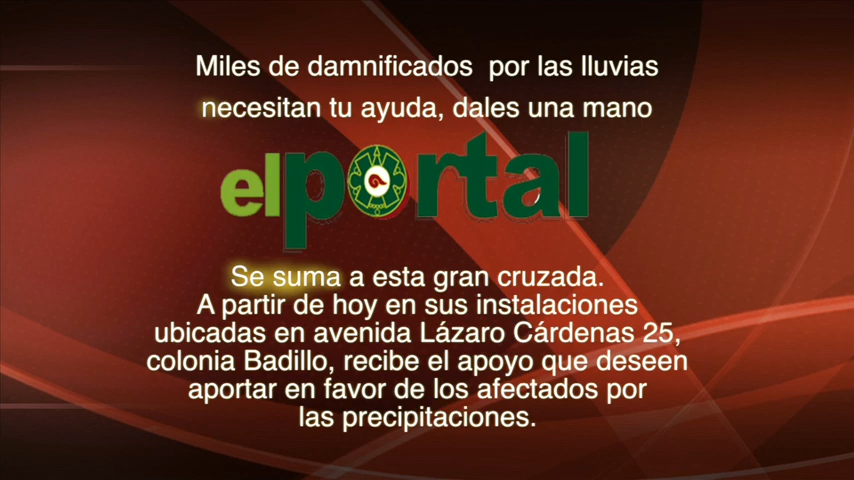 Miles de damnificados por las lluvias
necesitan tu ayuda, dales una mano
el portal
Se suma a esta gran cruzada.
A partir de hoy en sus instalaciones
ubicadas en avenida Lázaro Cárdenas 25,
colonia Badillo, recibe el apoyo que deseen
aportar en favor de los afectados por
las precipitaciones.